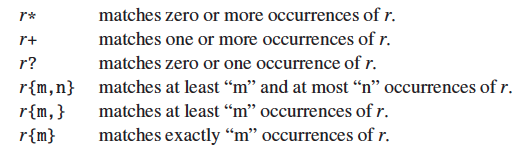 r* matches zero or more occurrences of r.
r+ matches one or more occurrences of r.
r? matches zero or one occurrence of r.
r{m,n} matches at least “m” and at most “n” occurrences of r.
r{m,} matches at least “m” occurrences of r.
r{m} matches exactly “m” occurrences of r.